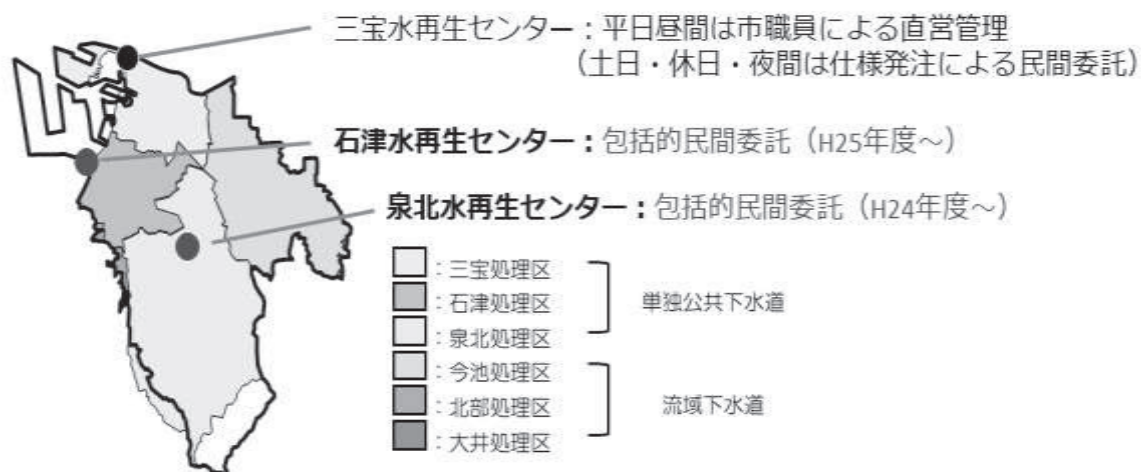 三宝水再生センター：平日昼間は市職員による直営管理
（土日・休日・夜間は仕様発注による民間委託）
石津水再生センター：包括的民間委託（H25年度～）
泉北水再生センター：包括的民間委託（H24年度～）
：三宝処理区
：石津処理区
：泉北処理区
単独公共下水道
：今池処理区
：北部処理区
：大井処理区
流域下水道